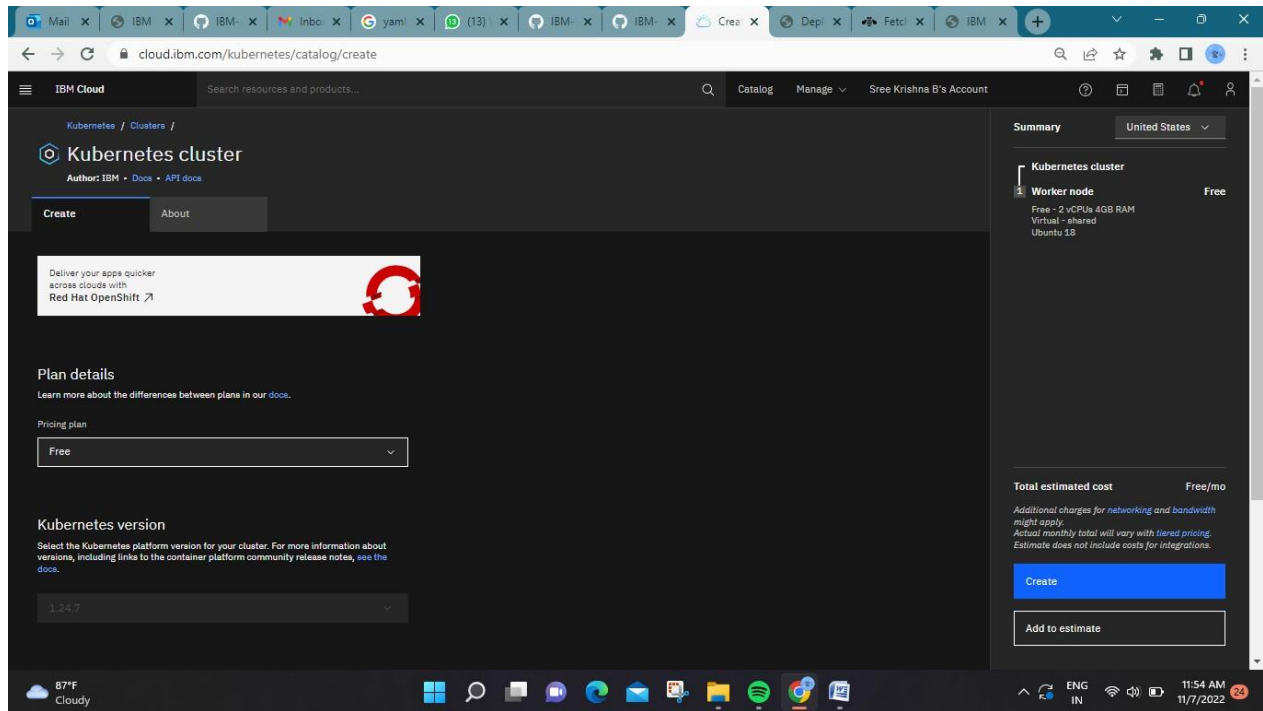 Mail
IBM
IBM-
Inbo
yaml
(13)
IBM-
IBM-
Crea
Depl
Fetcl
IBM
cloud.ibm.com/kubernetes/catalog/create
IBM Cloud
Search resources and products...
Catalog
Manage
Sree Krishna B's Account
Kubernetes / Clusters /
Kubernetes cluster
Author: IBM • Docs • API docs
Create
About
Deliver your apps quicker
across clouds with
Red Hat OpenShift
Plan details
Learn more about the differences between plans in our docs.
Pricing plan
Free
Kubernetes version
Select the Kubernetes platform version for your cluster. For more information about
versions, including links to the container platform community release notes, see the
docs.
1.24.7
Summary
United States
Kubernetes cluster
1 Worker node Free
Free - 2 vCPUs 4GB RAM
Virtual - shared
Ubuntu 18
Total estimated cost Free/mo
Additional charges for networking and bandwidth
might apply.
Actual monthly total will vary with tiered pricing.
Estimate does not include costs for integrations.
Create
Add to estimate
87°F
Cloudy
ENG
IN
11:54 AM
11/7/2022
24